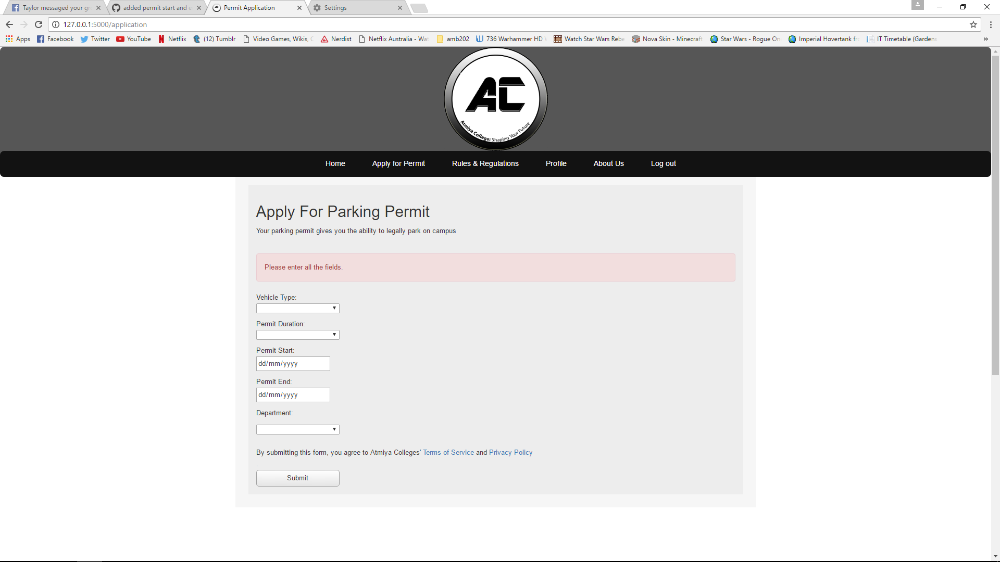 Taylor messaged your gr
added permit start and e
Permit Application
Settings
127.0.0.1:5000/application
Apps
Facebook
Twitter
YouTube
Netflix
(12) Tumblr
Video Games, Wikis, C
Nerdist
Netflix Australia - Wat
amb202
736 Warhammer HD
Watch Star Wars Rebe
Nova Skin - Minecraft
Star Wars - Rogue On
Imperial Hovertank fr
IT Timetable (Gardens
»
AC
Atmiya College: Shaping Your Future
Home
Apply for Permit
Rules & Regulations
Profile
About Us
Log out
Apply For Parking Permit
Your parking permit gives you the ability to legally park on campus
Please enter all the fields.
Vehicle Type:
Permit Duration:
Permit Start:
dd/mm/yyyy
Permit End:
dd/mm/yyyy
Department:
By submitting this form, you agree to Atmiya Colleges' Terms of Service and Privacy Policy
.
Submit